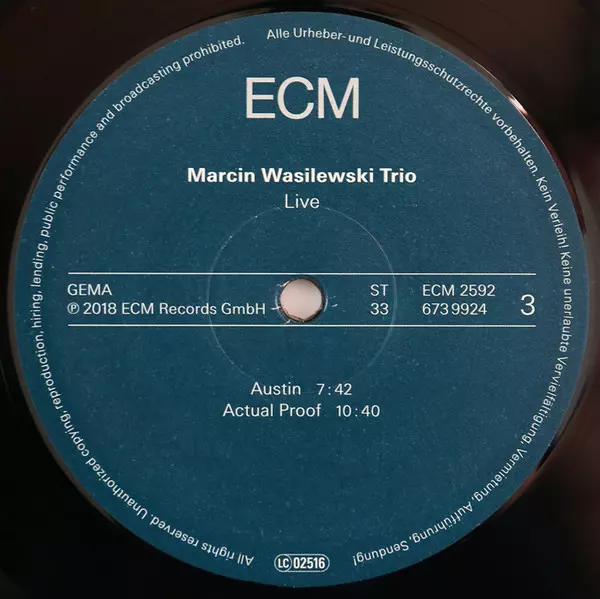 ECM
Marcin Wasilewski Trio
Live
GEMA
℗ 2018 ECM Records GmbH
ST
33
ECM 2592
673 9924
3
Austin 7:42
Actual Proof 10:40
LC 02516
All rights reserved. Unauthorized copying, reproduction, hiring, lending, public performance and broadcasting prohibited.
Alle Urheber- und Leistungsschutzrechte vorbehalten. Kein Verleih! Keine unerlaubte Vervielfältigung, Vermietung, Aufführung, Sendung!